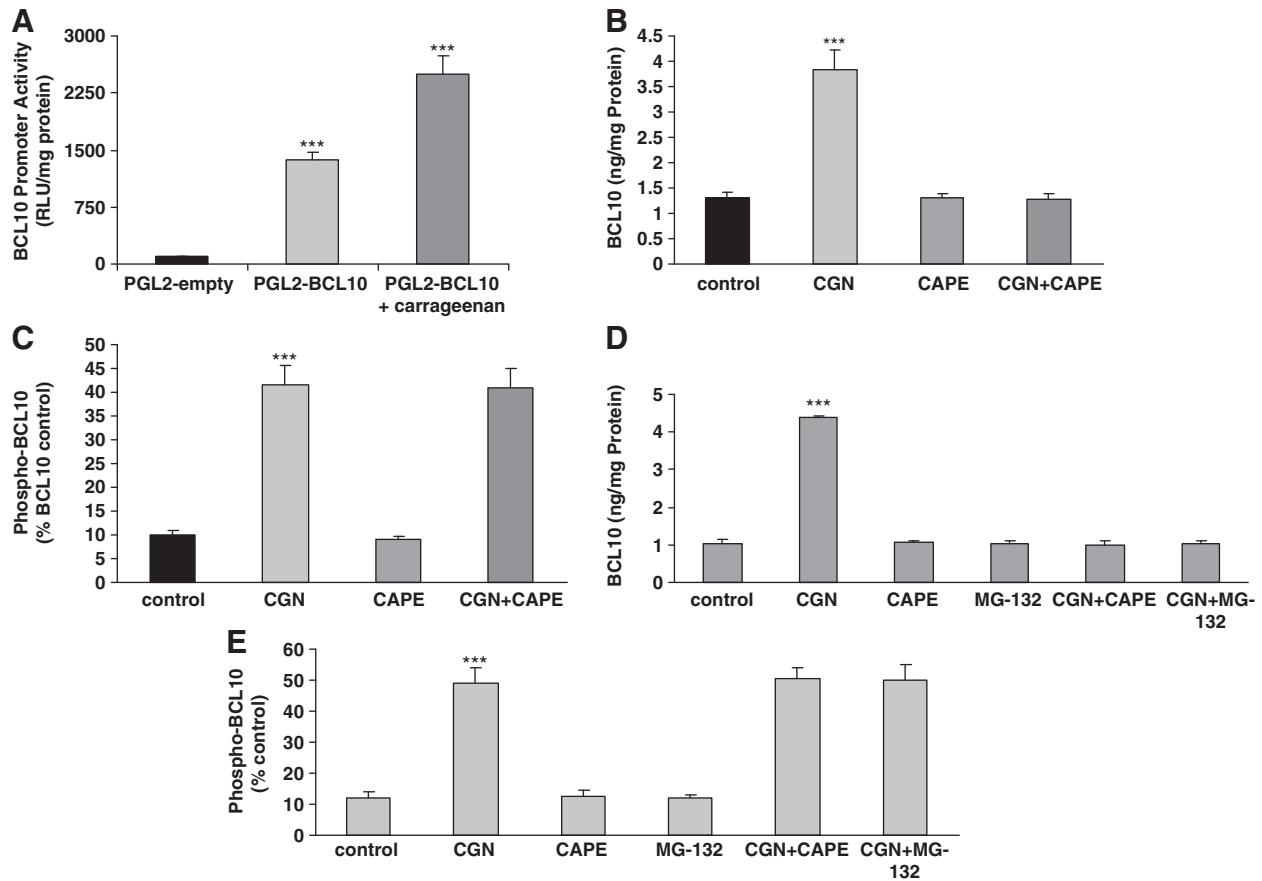 A
BCL10 Promoter Activity
(RLU/mg protein)
3000
2250
1500
750
0
***
***
PGL2-empty
PGL2-BCL10
PGL2-BCL10
+ carrageenan
B
BCL10 (ng/mg Protein)
4.5
4
3.5
3
2.5
2
1.5
1
0.5
0
***
control
CGN
CAPE
CGN+CAPE
C
Phospho-BCL10
(% BCL10 control)
50
45
40
35
30
25
20
15
10
5
0
***
control
CGN
CAPE
CGN+CAPE
D
BCL10 (ng/mg Protein)
5
4
3
2
1
0
***
control
CGN
CAPE
MG-132
CGN+CAPE
CGN+MG-
132
E
Phospho-BCL10
(% control)
60
50
40
30
20
10
0
***
control
CGN
CAPE
MG-132
CGN+CAPE
CGN+MG-
132